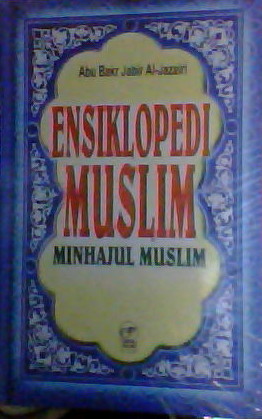 Abu Bakr Jabir Al-Jazairi
ENSIKLOPEDI
MUSLIM
MINHAJUL MUSLIM